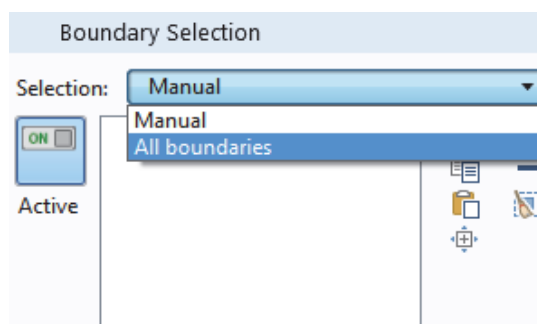 Boundary Selection
Selection: Manual
Manual
All boundaries
ON
Active